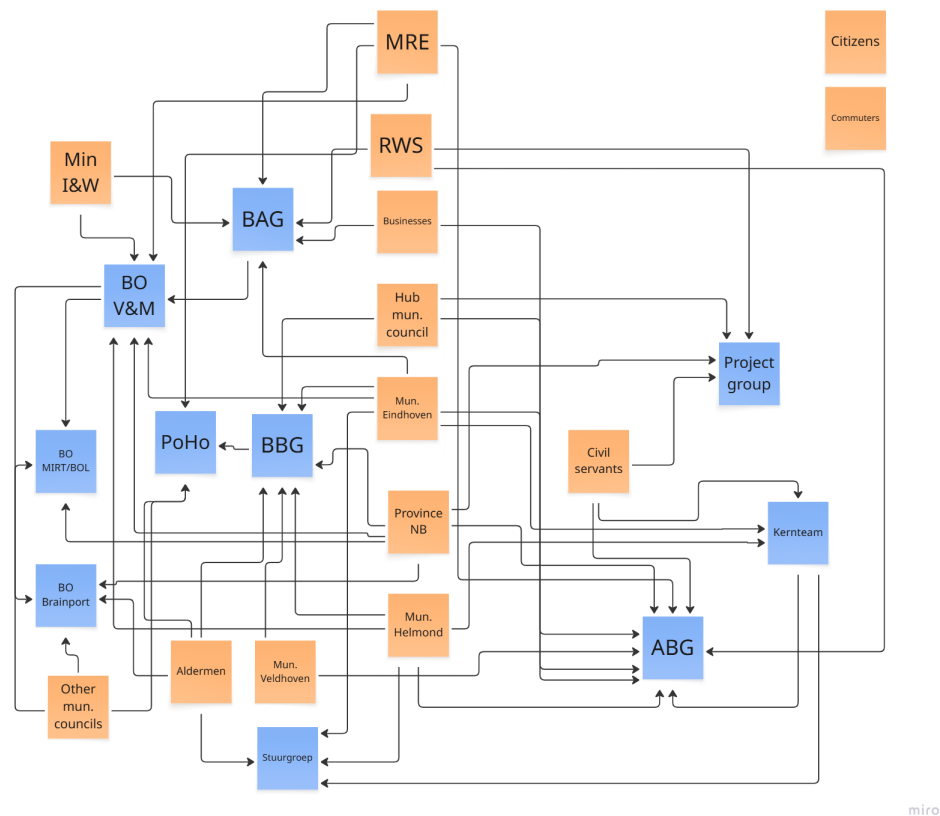 MRE
Citizens
Commuters
RWS
Min
I&W
BAG
Businesses
BO
V&M
Hub
mun.
council
Project
group
Mun.
Eindhoven
PoHo
BBG
BO
MIRT/BOL
Civil
servants
Province
NB
Kernteam
BO
Brainport
Mun.
Helmond
ABG
Aldermen
Mun.
Veldhoven
Other
mun.
councils
Stuurgroep
miro